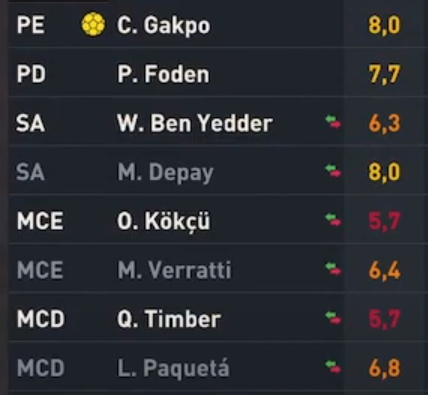 PE C. Gakpo 8,0
PD P. Foden 7,7
SA W. Ben Yedder 6,3
SA M. Depay 8,0
MCE O. Kökçü 5,7
MCE M. Verratti 6,4
MCD Q. Timber 5,7
MCD L. Paquetá 6,8